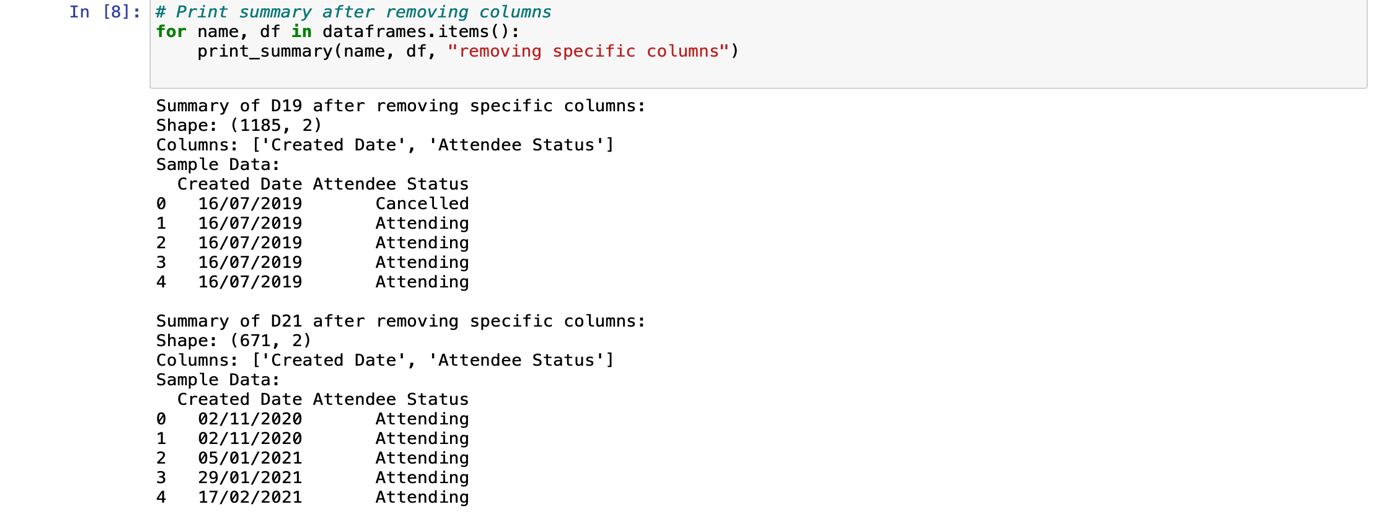 In [8]: # Print summary after removing columns
for name, df in dataframes.items():
    print_summary(name, df, "removing specific columns")
Summary of D19 after removing specific columns:
Shape: (1185, 2)
Columns: ['Created Date', 'Attendee Status']
Sample Data:
  Created Date Attendee Status
0   16/07/2019       Cancelled
1   16/07/2019       Attending
2   16/07/2019       Attending
3   16/07/2019       Attending
4   16/07/2019       Attending
Summary of D21 after removing specific columns:
Shape: (671, 2)
Columns: ['Created Date', 'Attendee Status']
Sample Data:
  Created Date Attendee Status
0   02/11/2020       Attending
1   02/11/2020       Attending
2   05/01/2021       Attending
3   29/01/2021       Attending
4   17/02/2021       Attending